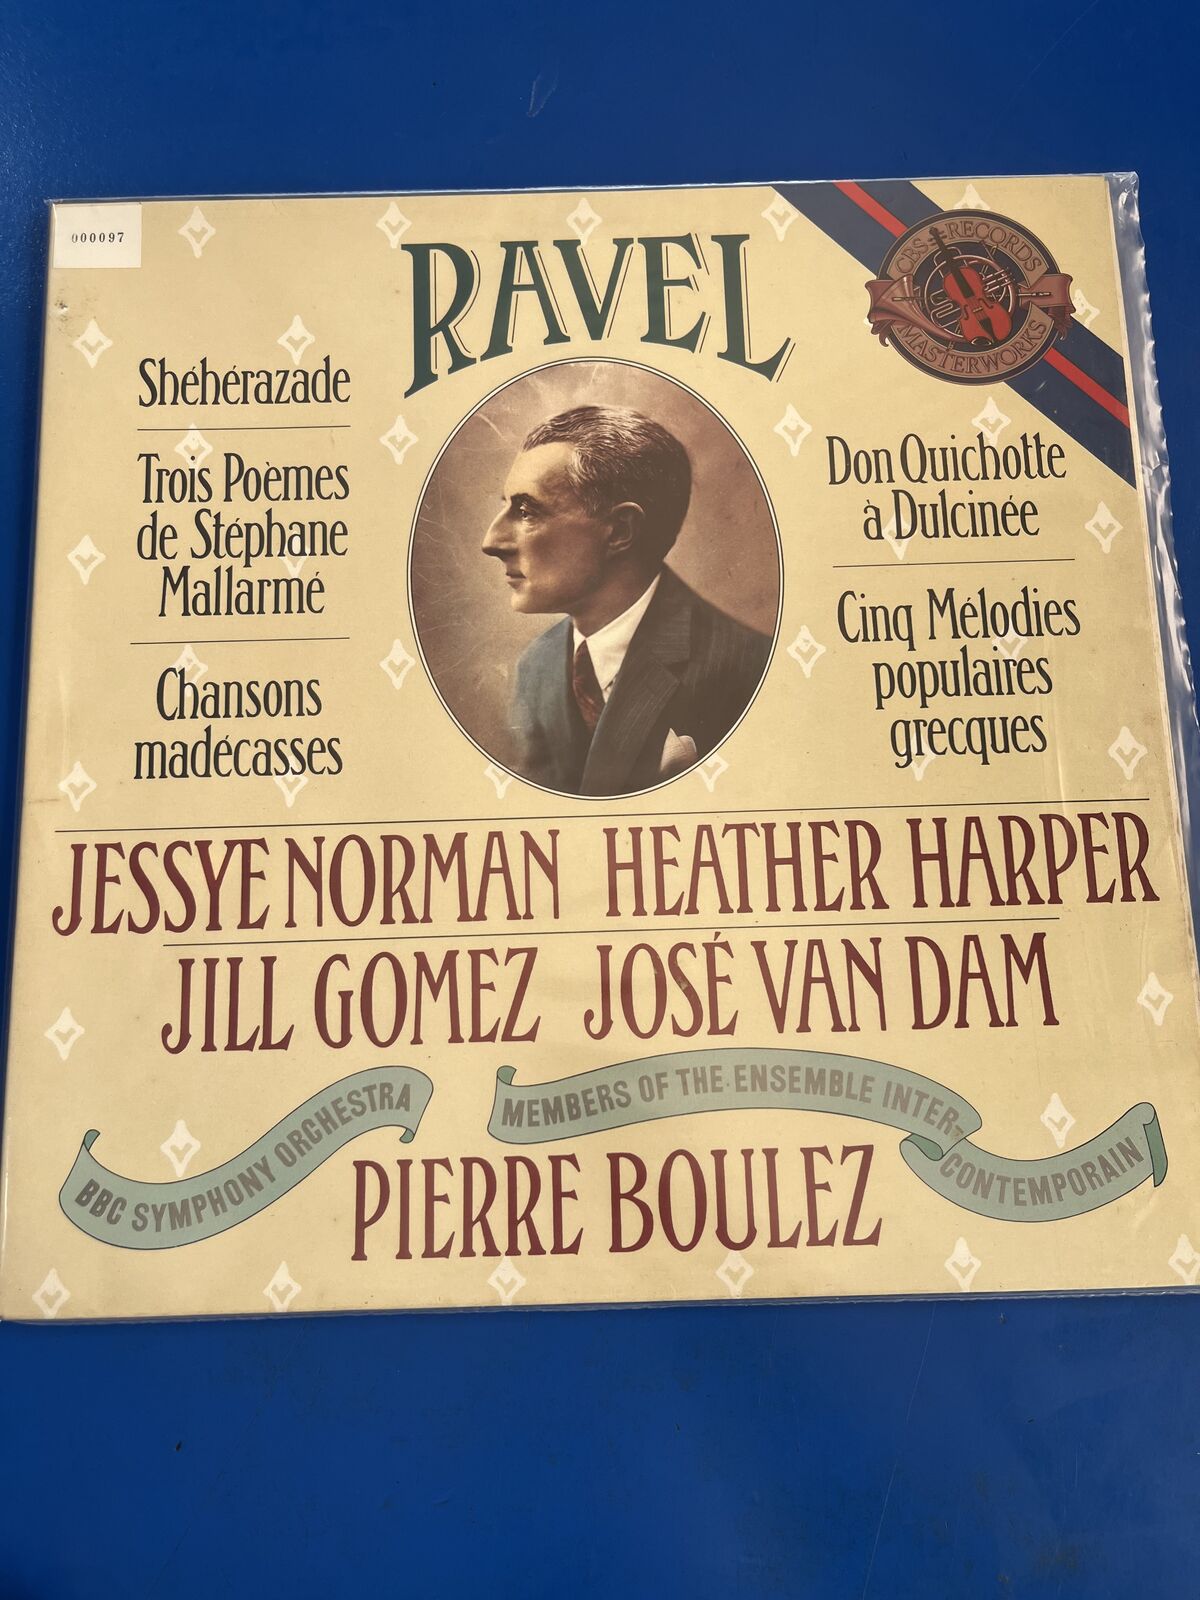 000097
RAVEL
CBS RECORDS
MASTERWORKS
Shéhérazade
Trois Poèmes
de Stéphane
Mallarmé
Chansons
madécasses
Don Quichotte
à Dulcinée
Cinq Mélodies
populaires
grecques
JESSYE NORMAN HEATHER HARPER
JILL GOMEZ JOSÉ VAN DAM
BBC SYMPHONY ORCHESTRA
MEMBERS OF THE ENSEMBLE INTER-
CONTEMPORAIN
PIERRE BOULEZ